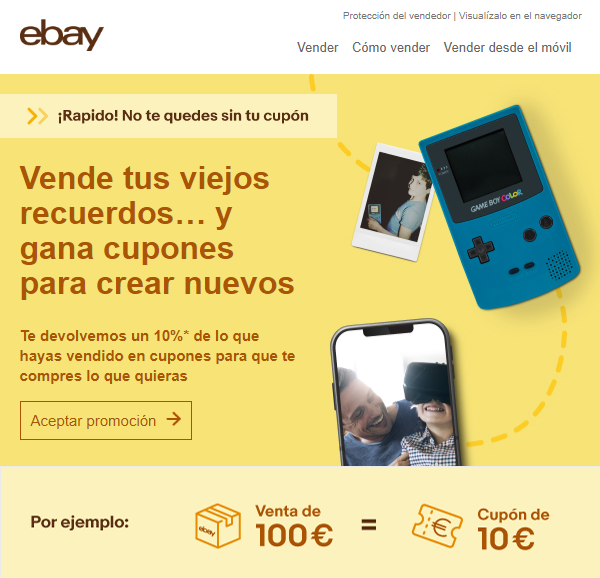 Protección del vendedor | Visualízalo en el navegador
ebay
Vender Cómo vender Vender desde el móvil
¡Rapido! No te quedes sin tu cupón
Vende tus viejos
recuerdos… y
gana cupones
para crear nuevos
GAME BOY COLOR
Te devolvemos un 10%* de lo que
hayas vendido en cupones para que te
compres lo que quieras
Aceptar promoción
Por ejemplo:
ebay
Venta de
100 €
=
€
Cupón de
10 €